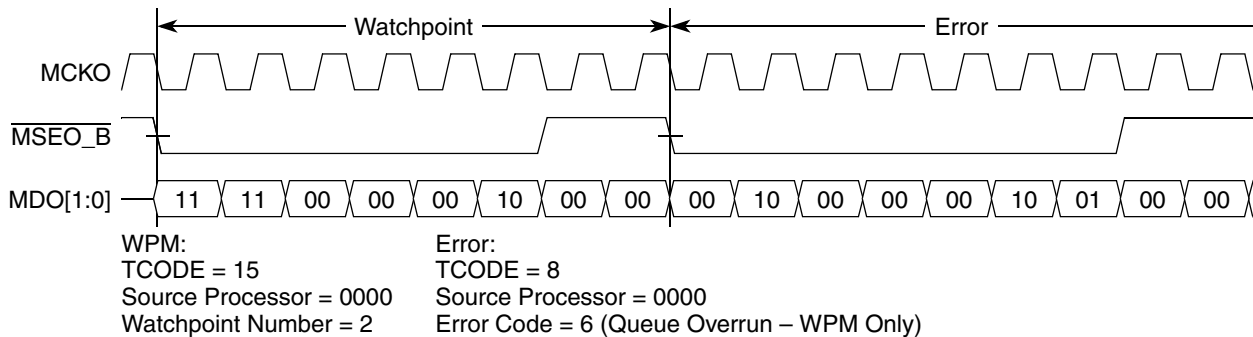 Watchpoint Error
MCKO
MSEO_B
MDO[1:0] 11 11 00 00 00 10 00 00 00 10 00 00 00 10 01 00 00
WPM:
TCODE = 15
Source Processor = 0000
Watchpoint Number = 2
Error:
TCODE = 8
Source Processor = 0000
Error Code = 6 (Queue Overrun – WPM Only)